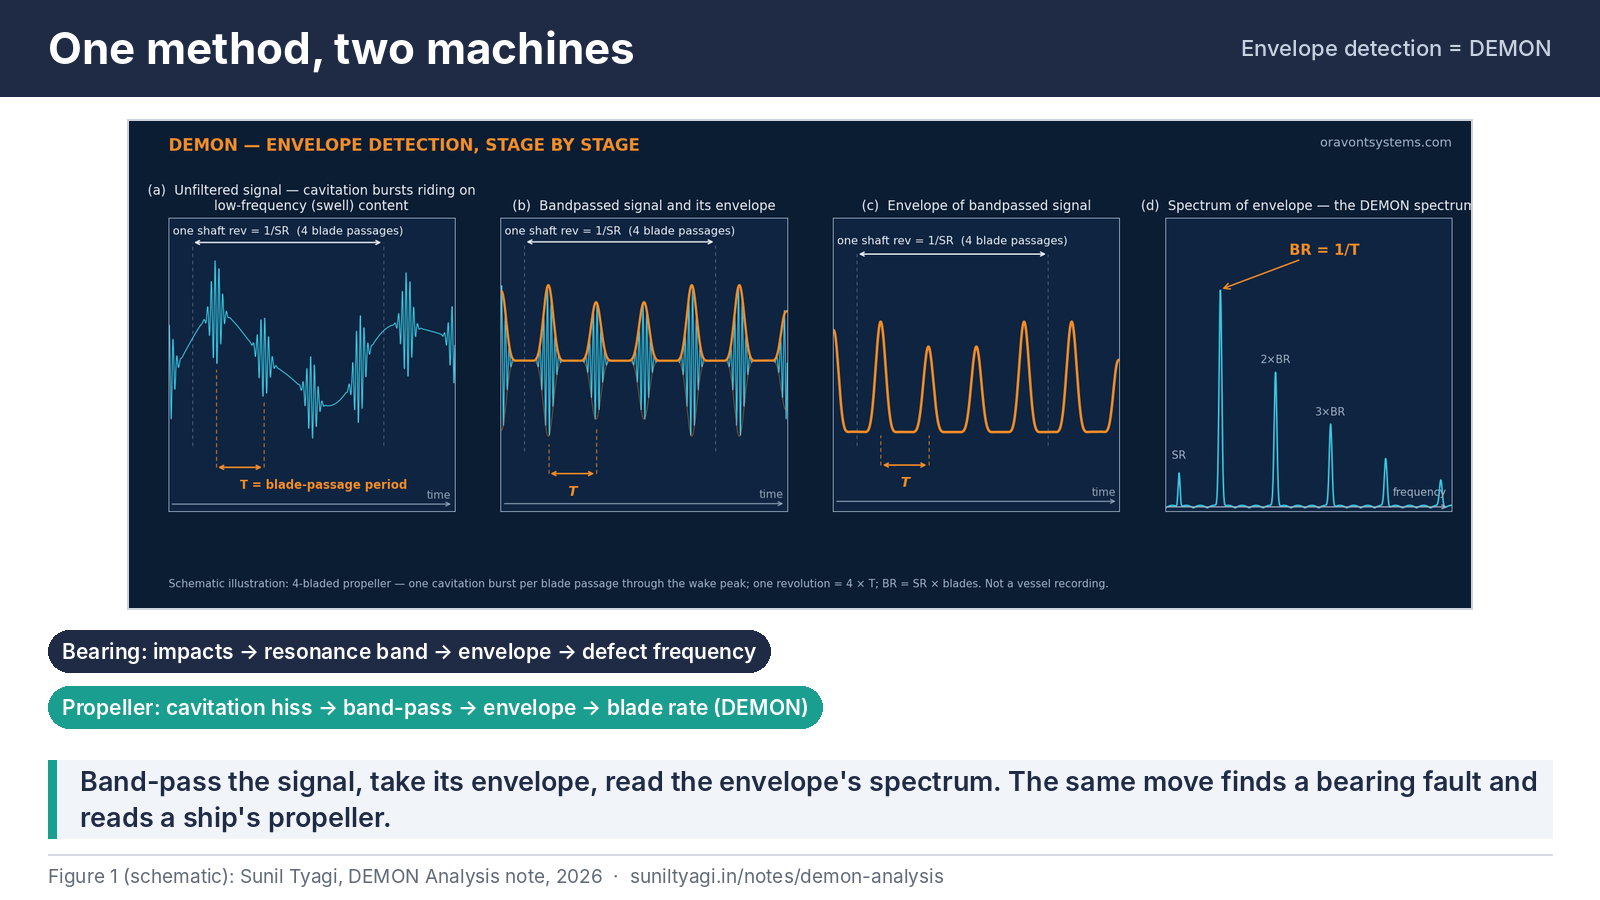 One method, two machines
Envelope detection = DEMON
DEMON — ENVELOPE DETECTION, STAGE BY STAGE
oravontsystems.com
(a)  Unfiltered signal — cavitation bursts riding on
low-frequency (swell) content
one shaft rev = 1/SR  (4 blade passages)
T = blade-passage period
time
(b)  Bandpassed signal and its envelope
one shaft rev = 1/SR  (4 blade passages)
T
time
(c)  Envelope of bandpassed signal
one shaft rev = 1/SR  (4 blade passages)
T
time
(d)  Spectrum of envelope — the DEMON spectrum
BR = 1/T
2×BR
3×BR
SR
frequency
Schematic illustration: 4-bladed propeller — one cavitation burst per blade passage through the wake peak; one revolution = 4 × T; BR = SR × blades. Not a vessel recording.
Bearing: impacts → resonance band → envelope → defect frequency
Propeller: cavitation hiss → band-pass → envelope → blade rate (DEMON)
Band-pass the signal, take its envelope, read the envelope's spectrum. The same move finds a bearing fault and
reads a ship's propeller.
Figure 1 (schematic): Sunil Tyagi, DEMON Analysis note, 2026  ·  suniltyagi.in/notes/demon-analysis